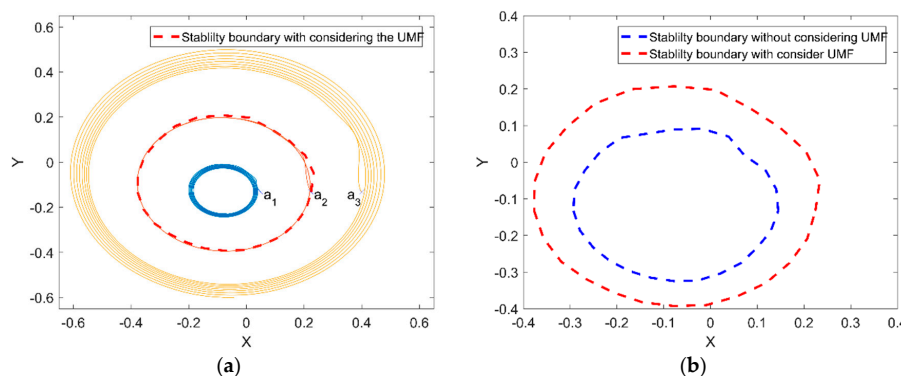 Stablilty boundary with considering the UMF
0.6
0.4
0.2
0
-0.2
-0.4
-0.6
Y
a1
a2
a3
-0.6 -0.4 -0.2 0 0.2 0.4 0.6
X
(a)
Stablilty boundary without considering UMF
Stablilty boundary with consider UMF
0.4
0.3
0.2
0.1
0
-0.1
-0.2
-0.3
-0.4
Y
-0.4 -0.3 -0.2 -0.1 0 0.1 0.2 0.3 0.4
X
(b)